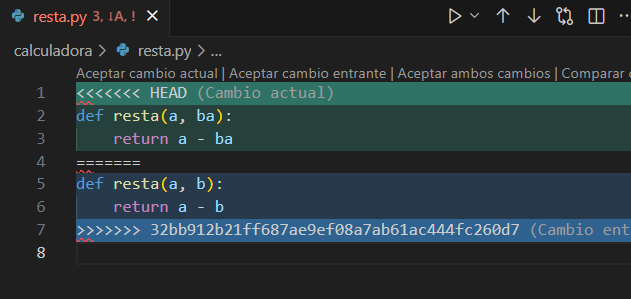 resta.py 3, ↓A, !
calculadora > resta.py > ...
Aceptar cambio actual | Aceptar cambio entrante | Aceptar ambos cambios | Comparar
1 <<<<<<< HEAD (Cambio actual)
2 def resta(a, ba):
3     return a - ba
4 =======
5 def resta(a, b):
6     return a - b
7 >>>>>>> 32bb912b21ff687ae9ef08a7ab61ac444fc260d7 (Cambio ent
8